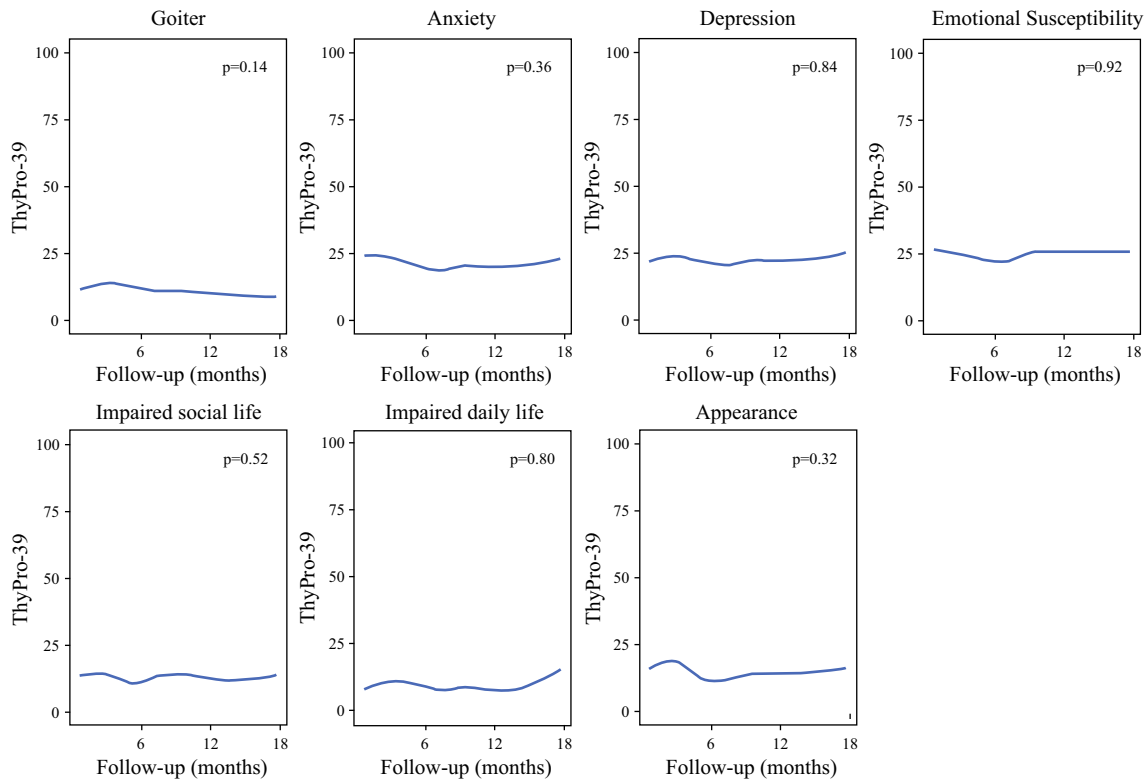 Goiter
Anxiety
Depression
Emotional Susceptibility
100
75
50
25
0
ThyPro-39
p=0.14
6
12
18
Follow-up (months)
100
75
50
25
0
ThyPro-39
p=0.36
6
12
18
Follow-up (months)
100
75
50
25
0
ThyPro-39
p=0.84
6
12
18
Follow-up (months)
100
75
50
25
0
ThyPro-39
p=0.92
6
12
18
Follow-up (months)
Impaired social life
Impaired daily life
Appearance
100
75
50
25
0
ThyPro-39
p=0.52
6
12
18
Follow-up (months)
100
75
50
25
0
ThyPro-39
p=0.80
6
12
18
Follow-up (months)
100
75
50
25
0
ThyPro-39
p=0.32
6
12
18
Follow-up (months)